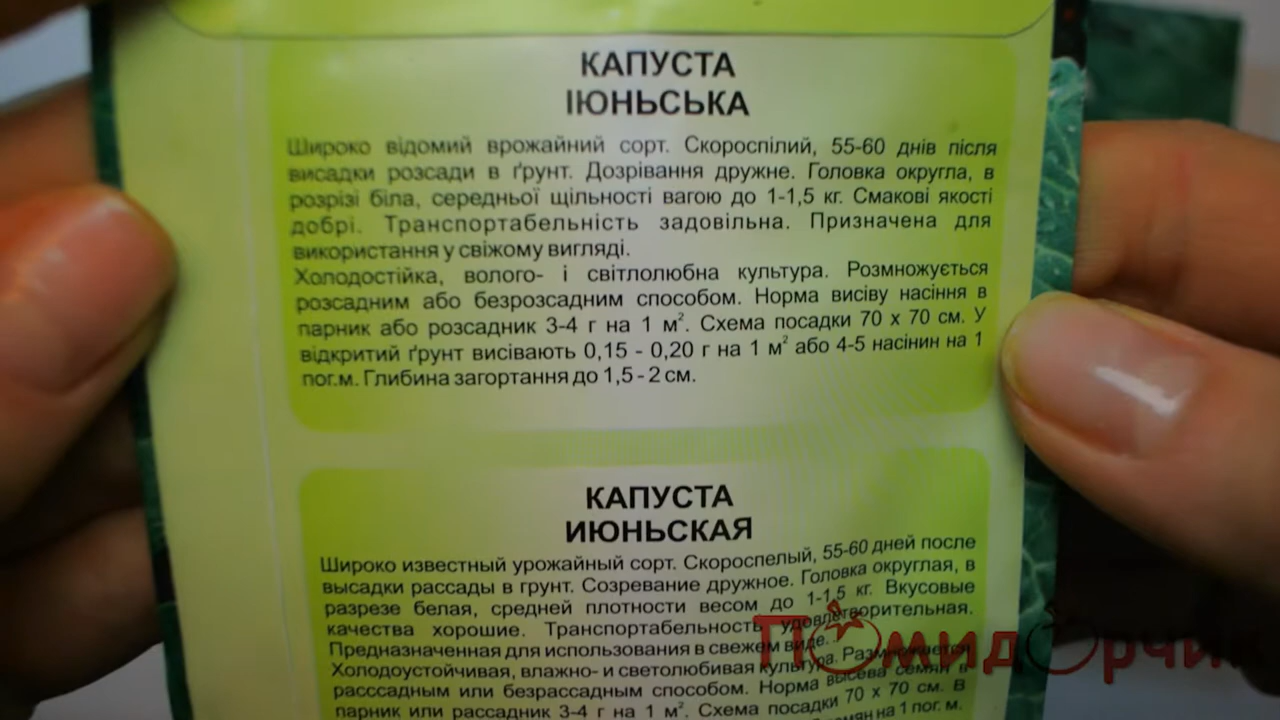 КАПУСТА
ІЮНЬСЬКА
Широко відомий врожайний сорт. Скороспілий, 55-60 днів після
висадки розсади в ґрунт. Дозрівання дружне. Головка округла, в
розрізі біла, середньої щільності вагою до 1-1,5 кг. Смакові якості
добрі. Транспортабельність задовільна. Призначена для
використання у свіжому вигляді.
Холодостійка, волого- і світлолюбна культура. Розмножується
розсадним або безрозсадним способом. Норма висіву насіння в
парник або розсадник 3-4 г на 1 м². Схема посадки 70 х 70 см. У
відкритий ґрунт висівають 0,15 - 0,20 г на 1 м² або 4-5 насінин на 1
пог.м. Глибина загортання до 1,5 - 2 см.
КАПУСТА
ИЮНЬСКАЯ
Широко известный урожайный сорт. Скороспелый, 55-60 дней после
высадки рассады в грунт. Созревание дружное. Головка округлая, в
разрезе белая, средней плотности весом до 1-1,5 кг. Вкусовые
качества хорошие. Транспортабельность удовлетворительная.
Предназначенная для использования в свежем виде.
Холодоустойчивая, влажно- и светолюбивая культура. Размножается
расссадным или безрассадным способом. Норма высева семян в
парник или рассадник 3-4 г на 1 м². Схема посадки 70 х 70 см. В
семян на 1 пог. м.
Помидорчик